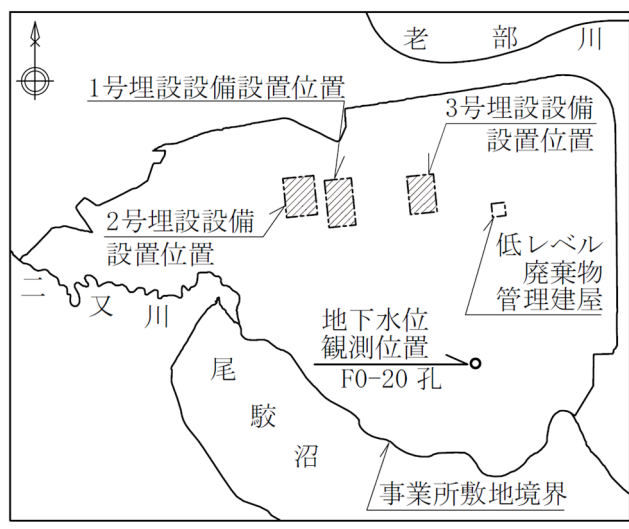 老部川
1号埋設設備設置位置
3号埋設設備
設置位置
2号埋設設備
設置位置
低レベル
廃棄物
管理建屋
二又川
地下水位
観測位置
F0-20 孔
尾駮沼
事業所敷地境界